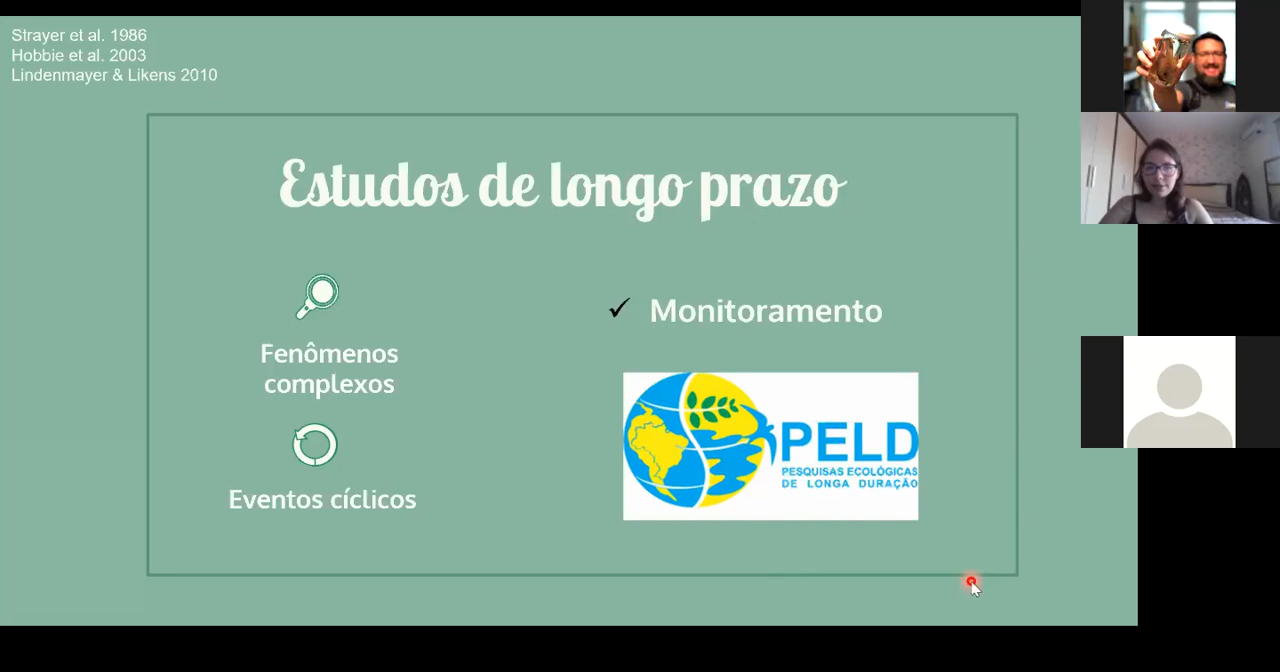 Strayer et al. 1986
Hobbie et al. 2003
Lindenmayer & Likens 2010
Estudos de longo prazo
Fenômenos
complexos
Eventos cíclicos
Monitoramento
PELD
PESQUISAS ECOLÓGICAS
DE LONGA DURAÇÃO